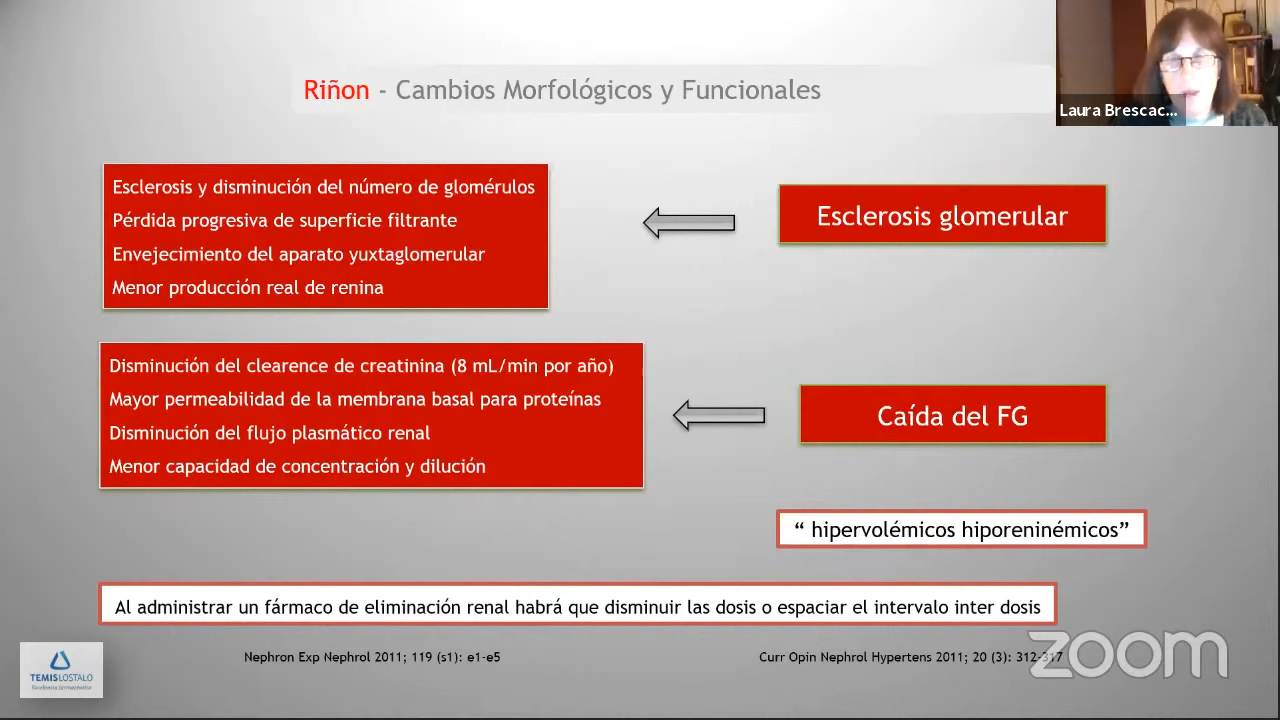 Riñon - Cambios Morfológicos y Funcionales
Laura Brescac...
Esclerosis y disminución del número de glomérulos
Pérdida progresiva de superficie filtrante
Envejecimiento del aparato yuxtaglomerular
Menor producción real de renina
Esclerosis glomerular
Disminución del clearence de creatinina (8 mL/min por año)
Mayor permeabilidad de la membrana basal para proteínas
Disminución del flujo plasmático renal
Menor capacidad de concentración y dilución
Caída del FG
“ hipervolémicos hiporeninémicos”
Al administrar un fármaco de eliminación renal habrá que disminuir las dosis o espaciar el intervalo inter dosis
Nephron Exp Nephrol 2011; 119 (s1): e1-e5
Curr Opin Nephrol Hypertens 2011; 20 (3): 312-317
TEMISLOSTALO
Excelencia farmacéutica
zoom